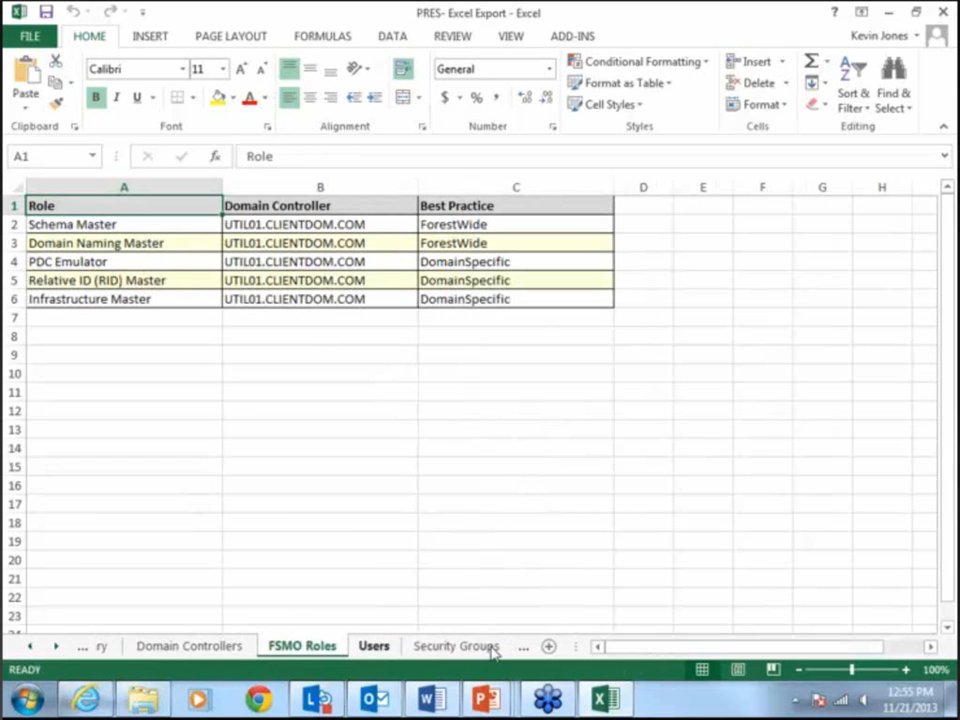 PRES- Excel Export - Excel
FILE HOME INSERT PAGE LAYOUT FORMULAS DATA REVIEW VIEW ADD-INS Kevin Jones
Paste Calibri 11 General Conditional Formatting Insert
Format as Table Delete Sort & Filter Find & Select
B I U A $ % Cell Styles Format
Clipboard Font Alignment Number Styles Cells Editing
A1 fx Role
A B C D E F G H
1 Role Domain Controller Best Practice
2 Schema Master UTIL01.CLIENTDOM.COM ForestWide
3 Domain Naming Master UTIL01.CLIENTDOM.COM ForestWide
4 PDC Emulator UTIL01.CLIENTDOM.COM DomainSpecific
5 Relative ID (RID) Master UTIL01.CLIENTDOM.COM DomainSpecific
6 Infrastructure Master UTIL01.CLIENTDOM.COM DomainSpecific
7
8
9
10
11
12
13
14
15
16
17
18
19
20
21
22
23
... ry Domain Controllers FSMO Roles Users Security Groups ...
READY 100%
12:55 PM
11/21/2013